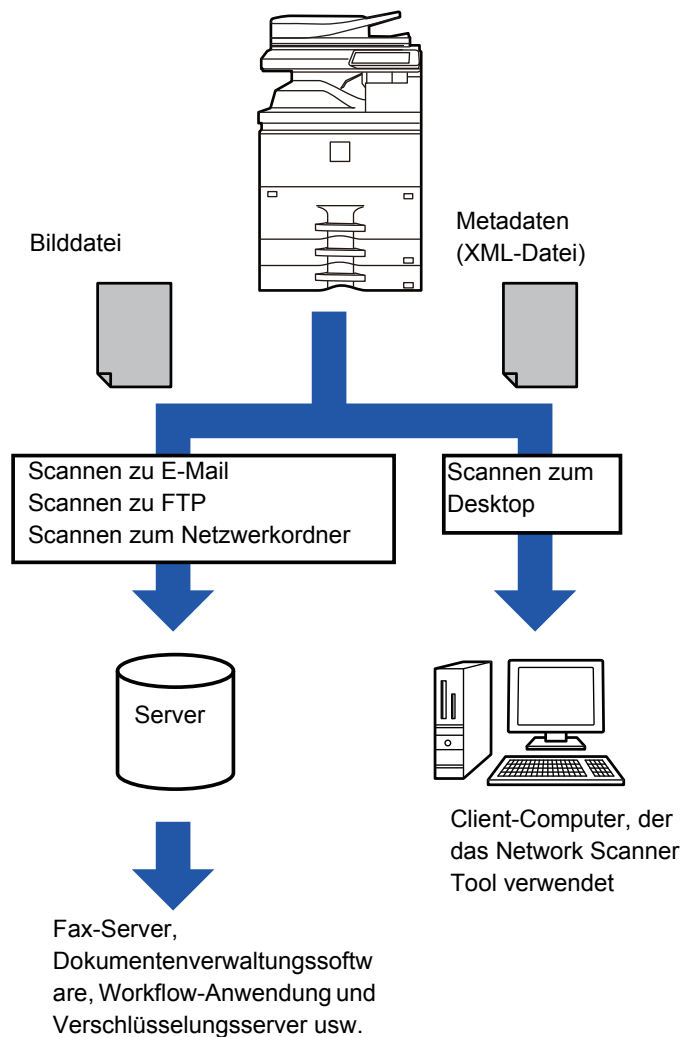 Bilddatei
Metadaten
(XML-Datei)
Scannen zu E-Mail
Scannen zu FTP
Scannen zum Netzwerkordner
Scannen zum
Desktop
Server
Client-Computer, der
das Network Scanner
Tool verwendet
Fax-Server,
Dokumentenverwaltungssoftw
are, Workflow-Anwendung und
Verschlüsselungsserver usw.